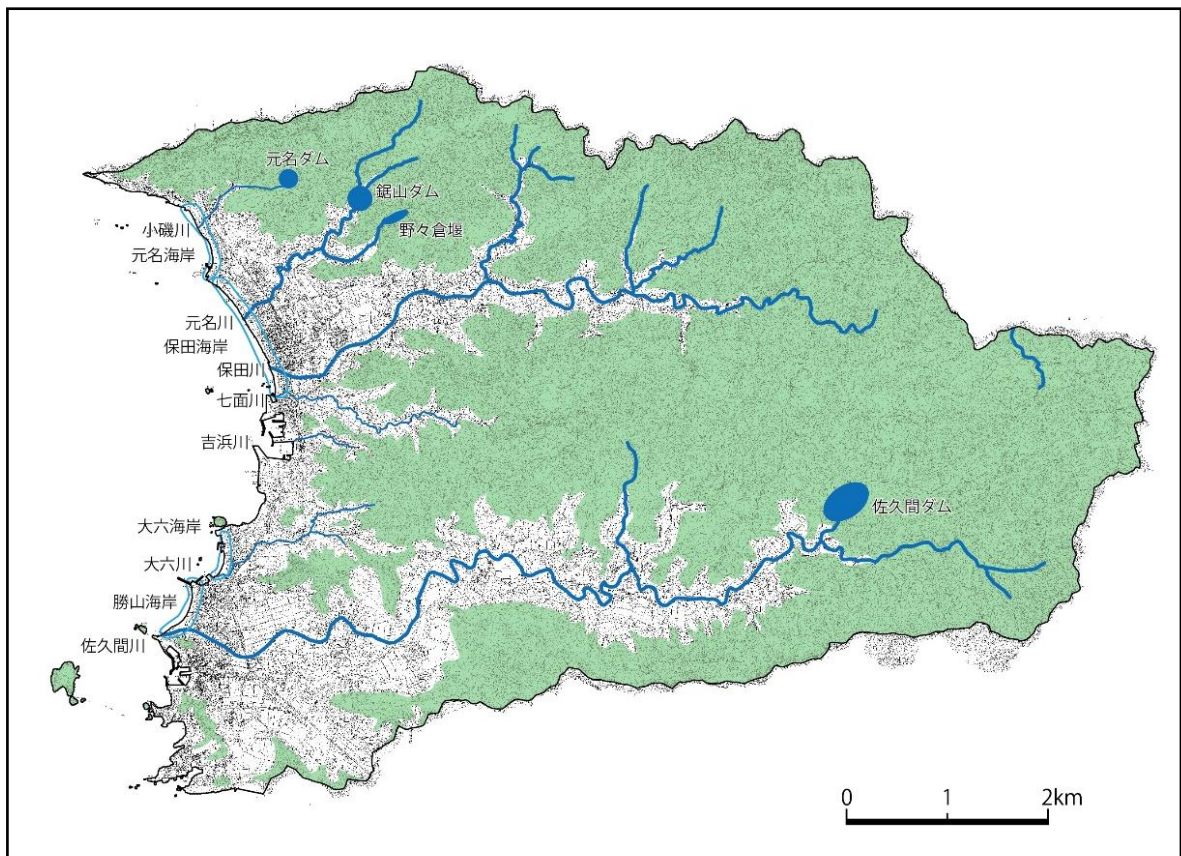 元名ダム
鋸山ダム
小磯川
野々倉堰
元名海岸
元名川
保田海岸
保田川
七面川
吉浜川
佐久間ダム
大六海岸
大六川
勝山海岸
佐久間川
0 1 2km